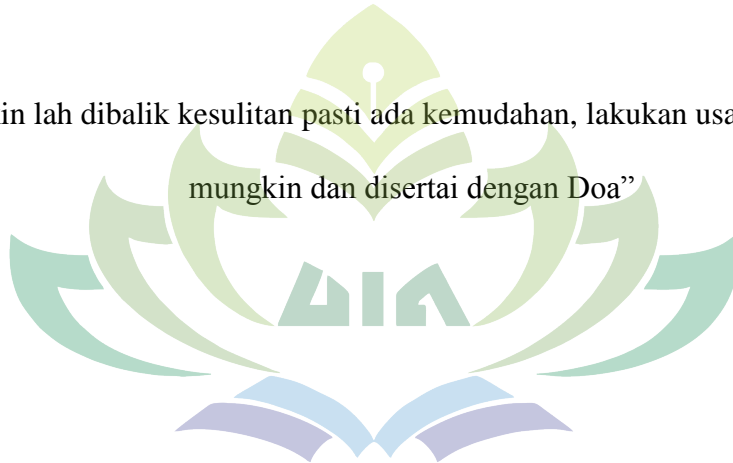 in lah dibalik kesulitan pasti ada kemudahan, lakukan usa
mungkin dan disertai dengan Doa”